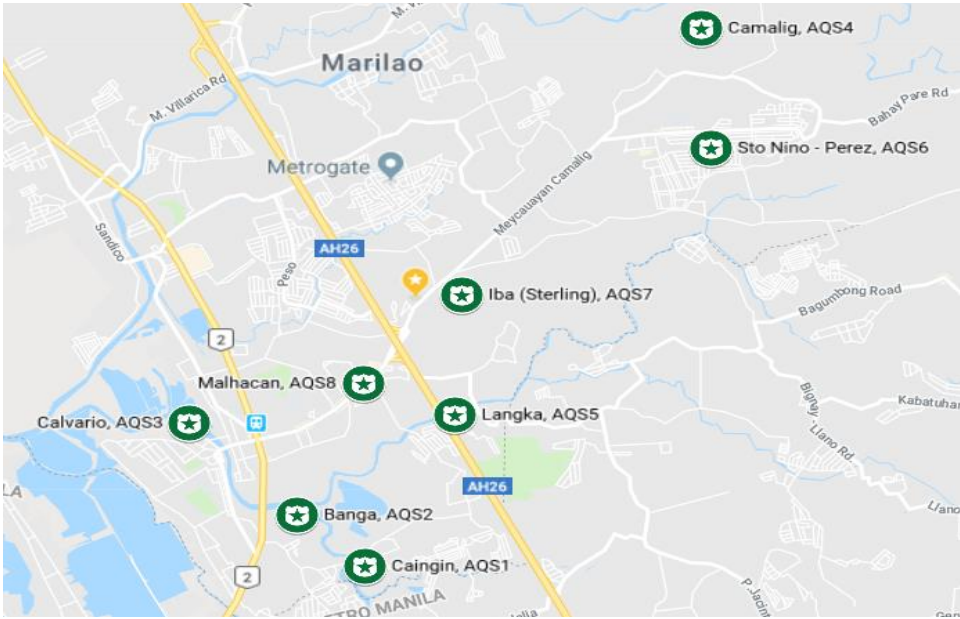 Camalig, AQS4
Marilao
M. Villarica Rd
Bahay Pare Rd
Sto Nino - Perez, AQS6
Metrogate
Meycauayan Camalig
Sandico
AH26
Peso
Iba (Sterling), AQS7
Bagumbong Road
2
Malhacan, AQS8
Kabatuhan
Calvario, AQS3
Langka, AQS5
Bignay - Llano Rd
AH26
Llano
Banga, AQS2
Caingin, AQS1
2
TRO MANILA
P. Jacint